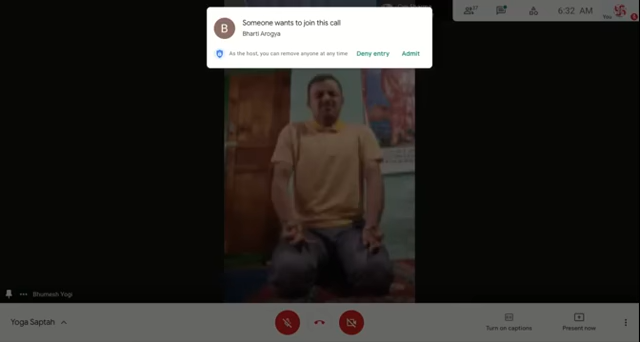 Someone wants to join this call
B
Bharti Arogya
As the host, you can remove anyone at any time
Deny entry
Admit
6:32 AM
You
Bhumesh Yogi
Yoga Saptah
Turn on captions
Present now